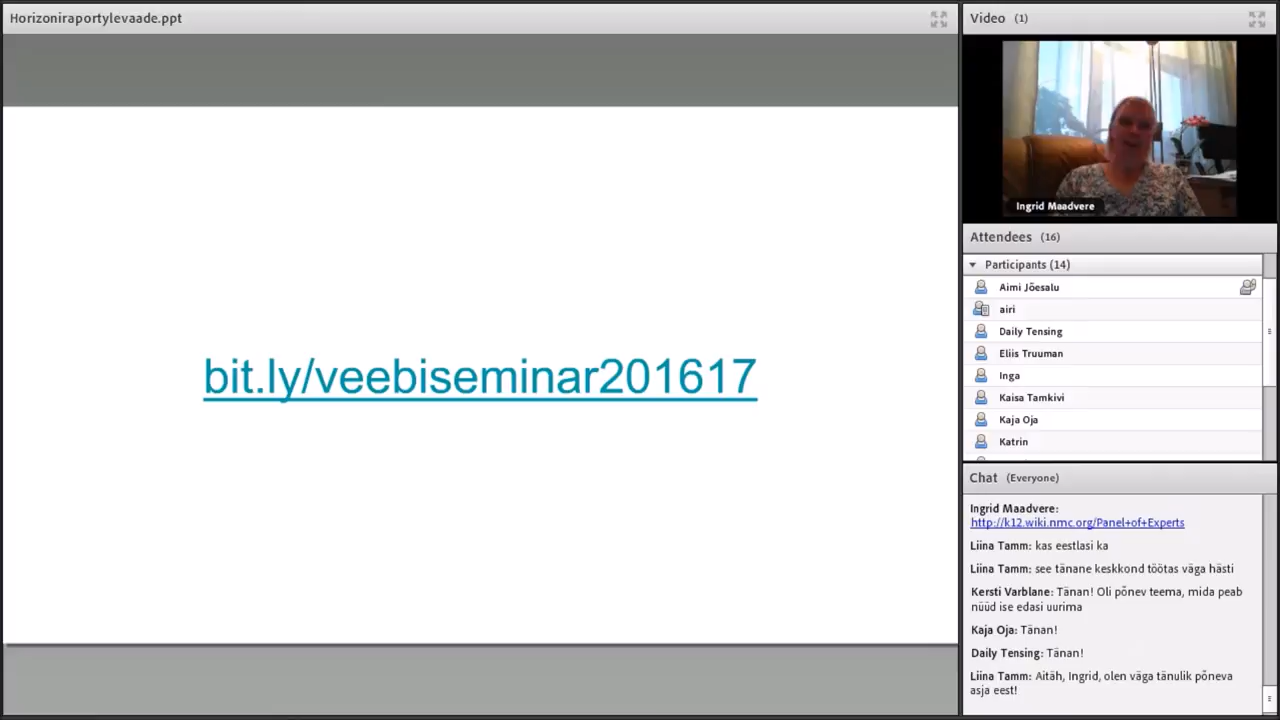 Horizoniraportylevaade.ppt
bit.ly/veebiseminar201617
Video (1)
Ingrid Maadvere
Attendees (16)
Participants (14)
Aimi Jõesalu
airi
Daily Tensing
Eliis Truuman
Inga
Kaisa Tamkivi
Kaja Oja
Katrin
Chat (Everyone)
Ingrid Maadvere:
http://k12.wiki.nmc.org/Panel+of+Experts
Liina Tamm: kas eestlasi ka
Liina Tamm: see tänane keskkond töötas väga hästi
Kersti Varblane: Tänan! Oli põnev teema, mida peab
nüüd ise edasi uurima
Kaja Oja: Tänan!
Daily Tensing: Tänan!
Liina Tamm: Aitäh, Ingrid, olen väga tänulik põneva
asja eest!